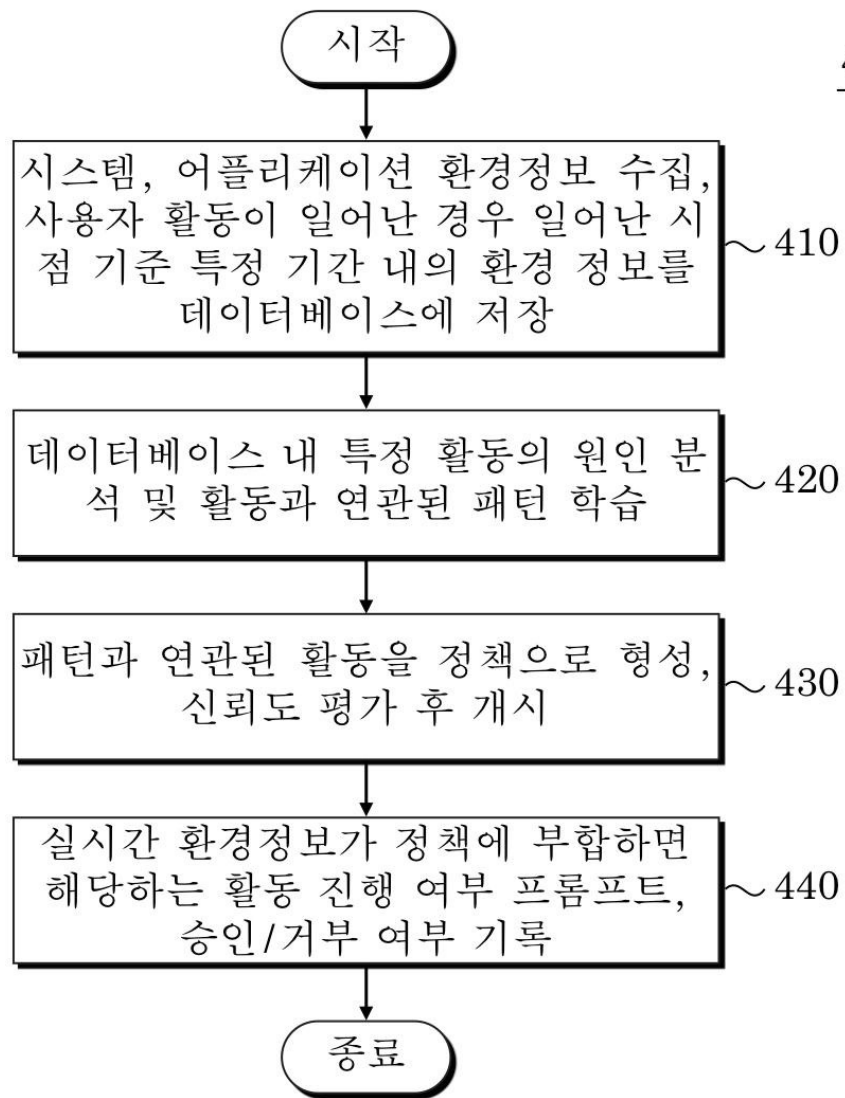 시작
시스템, 어플리케이션 환경정보 수집,
사용자 활동이 일어난 경우 일어난 시
점 기준 특정 기간 내의 환경 정보를
데이터베이스에 저장
410
데이터베이스 내 특정 활동의 원인 분
석 및 활동과 연관된 패턴 학습
420
패턴과 연관된 활동을 정책으로 형성,
신뢰도 평가 후 개시
430
실시간 환경정보가 정책에 부합하면
해당하는 활동 진행 여부 프롬프트,
승인/거부 여부 기록
440
종료